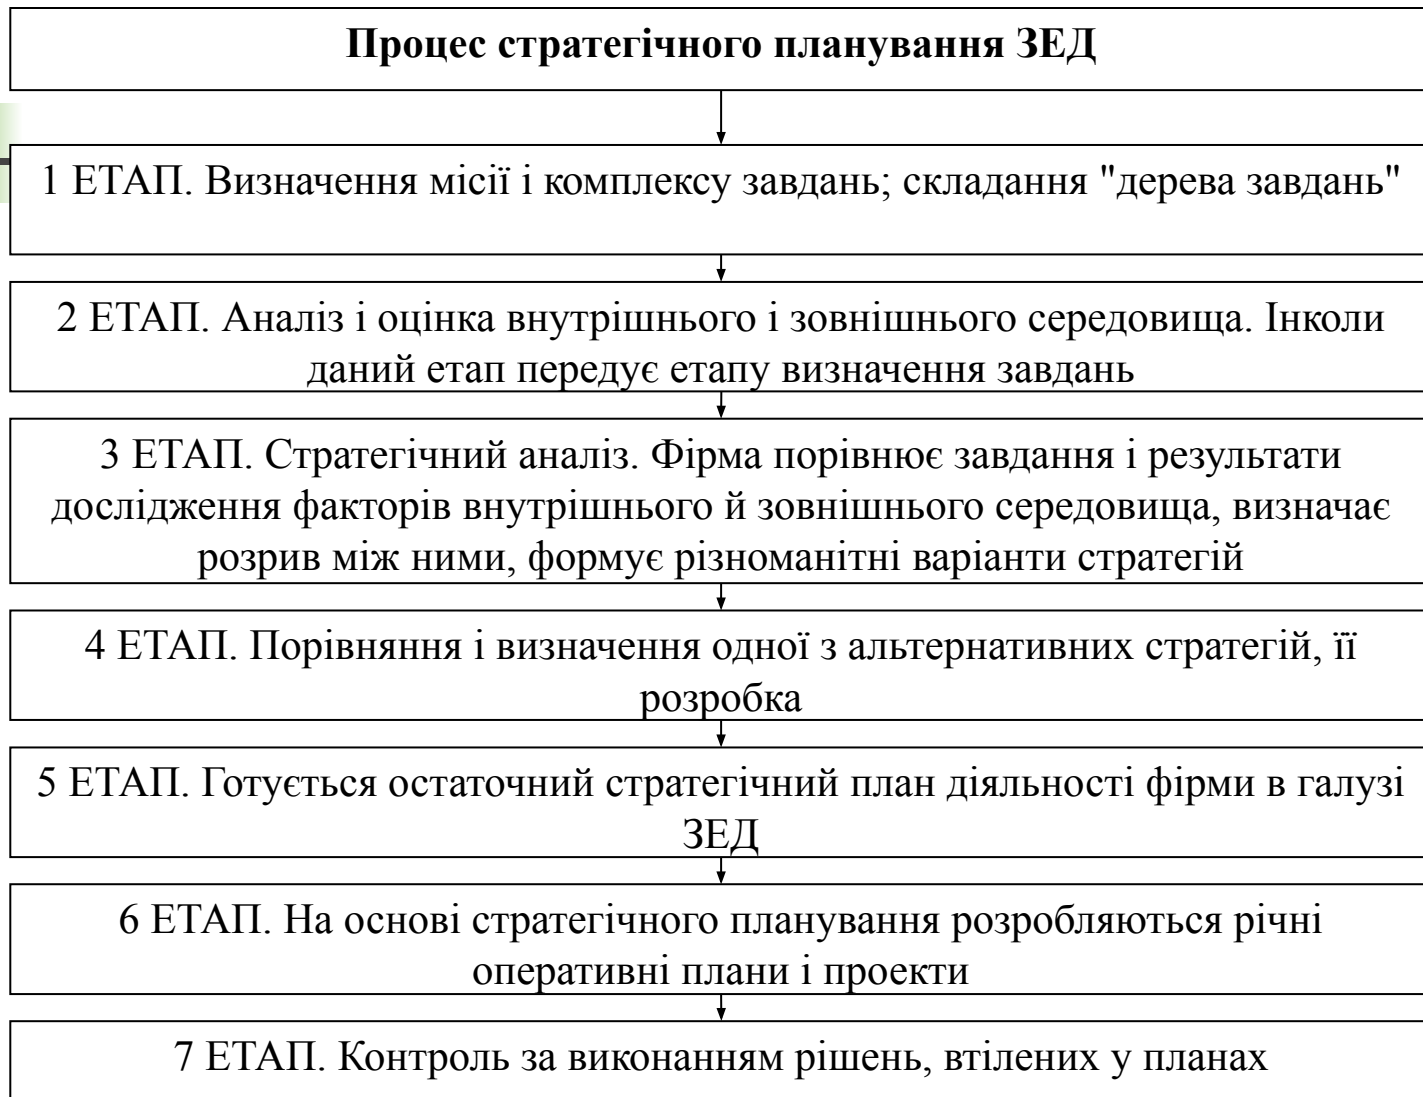 Процес стратегічного планування ЗЕД
1 ЕТАП. Визначення місії і комплексу завдань; складання "дерева завдань"
2 ЕТАП. Аналіз і оцінка внутрішнього і зовнішнього середовища. Інколи
даний етап передує етапу визначення завдань
3 ЕТАП. Стратегічний аналіз. Фірма порівнює завдання і результати
дослідження факторів внутрішнього й зовнішнього середовища, визначає
розрив між ними, формує різноманітні варіанти стратегій
4 ЕТАП. Порівняння і визначення одної з альтернативних стратегій, її
розробка
5 ЕТАП. Готується остаточний стратегічний план діяльності фірми в галузі
ЗЕД
6 ЕТАП. На основі стратегічного планування розробляються річні
оперативні плани і проекти
7 ЕТАП. Контроль за виконанням рішень, втілених у планах